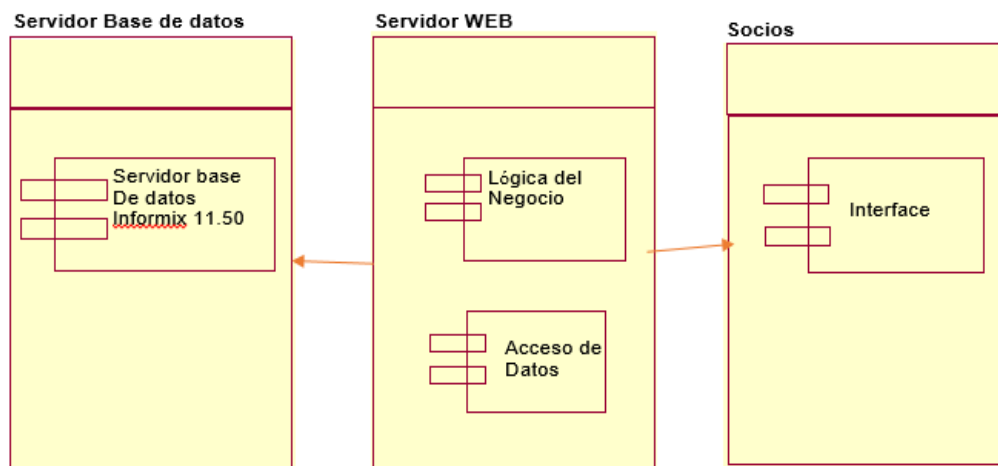 Servidor Base de datos
Servidor WEB
Socios
Servidor base
De datos
Informix 11.50
Lógica del
Negocio
Interface
Acceso de
Datos